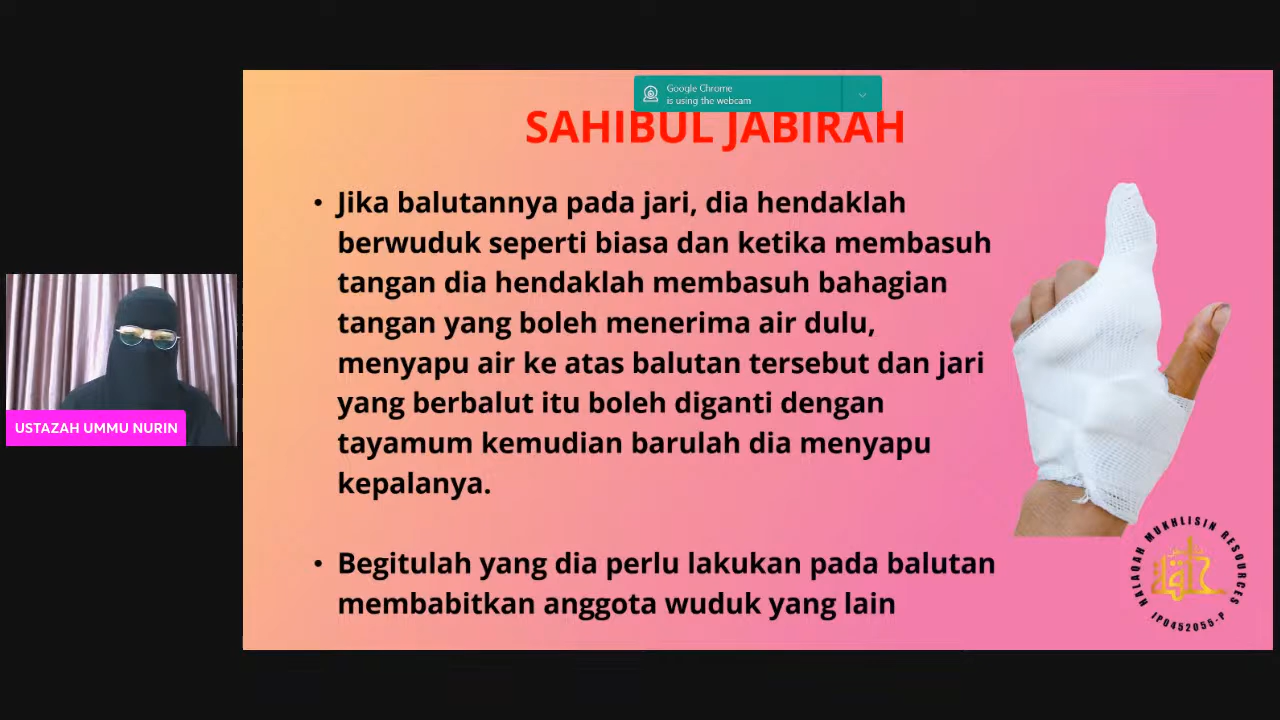 Google Chrome
is using the webcam
SAHIBUL JABIRAH
• Jika balutannya pada jari, dia hendaklah
berwuduk seperti biasa dan ketika membasuh
tangan dia hendaklah membasuh bahagian
tangan yang boleh menerima air dulu,
menyapu air ke atas balutan tersebut dan jari
yang berbalut itu boleh diganti dengan
tayamum kemudian barulah dia menyapu
kepalanya.
• Begitulah yang dia perlu lakukan pada balutan
membabitkan anggota wuduk yang lain
USTAZAH UMMU NURIN
HALAQAH MUKHLISIN RESOURCES
IP0452055-P